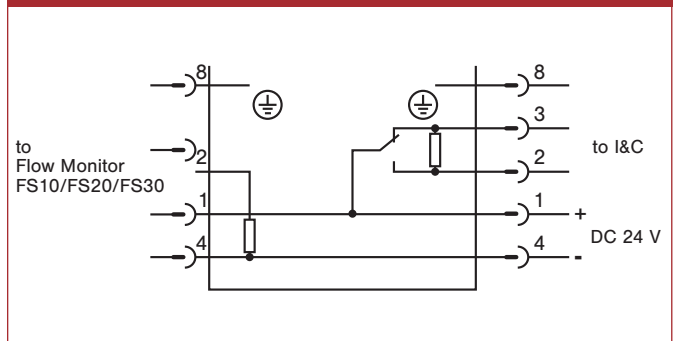 8
8
3
2
to
Flow Monitor
FS10/FS20/FS30
2
to I&C
1
1
+
DC 24 V
4
4
-